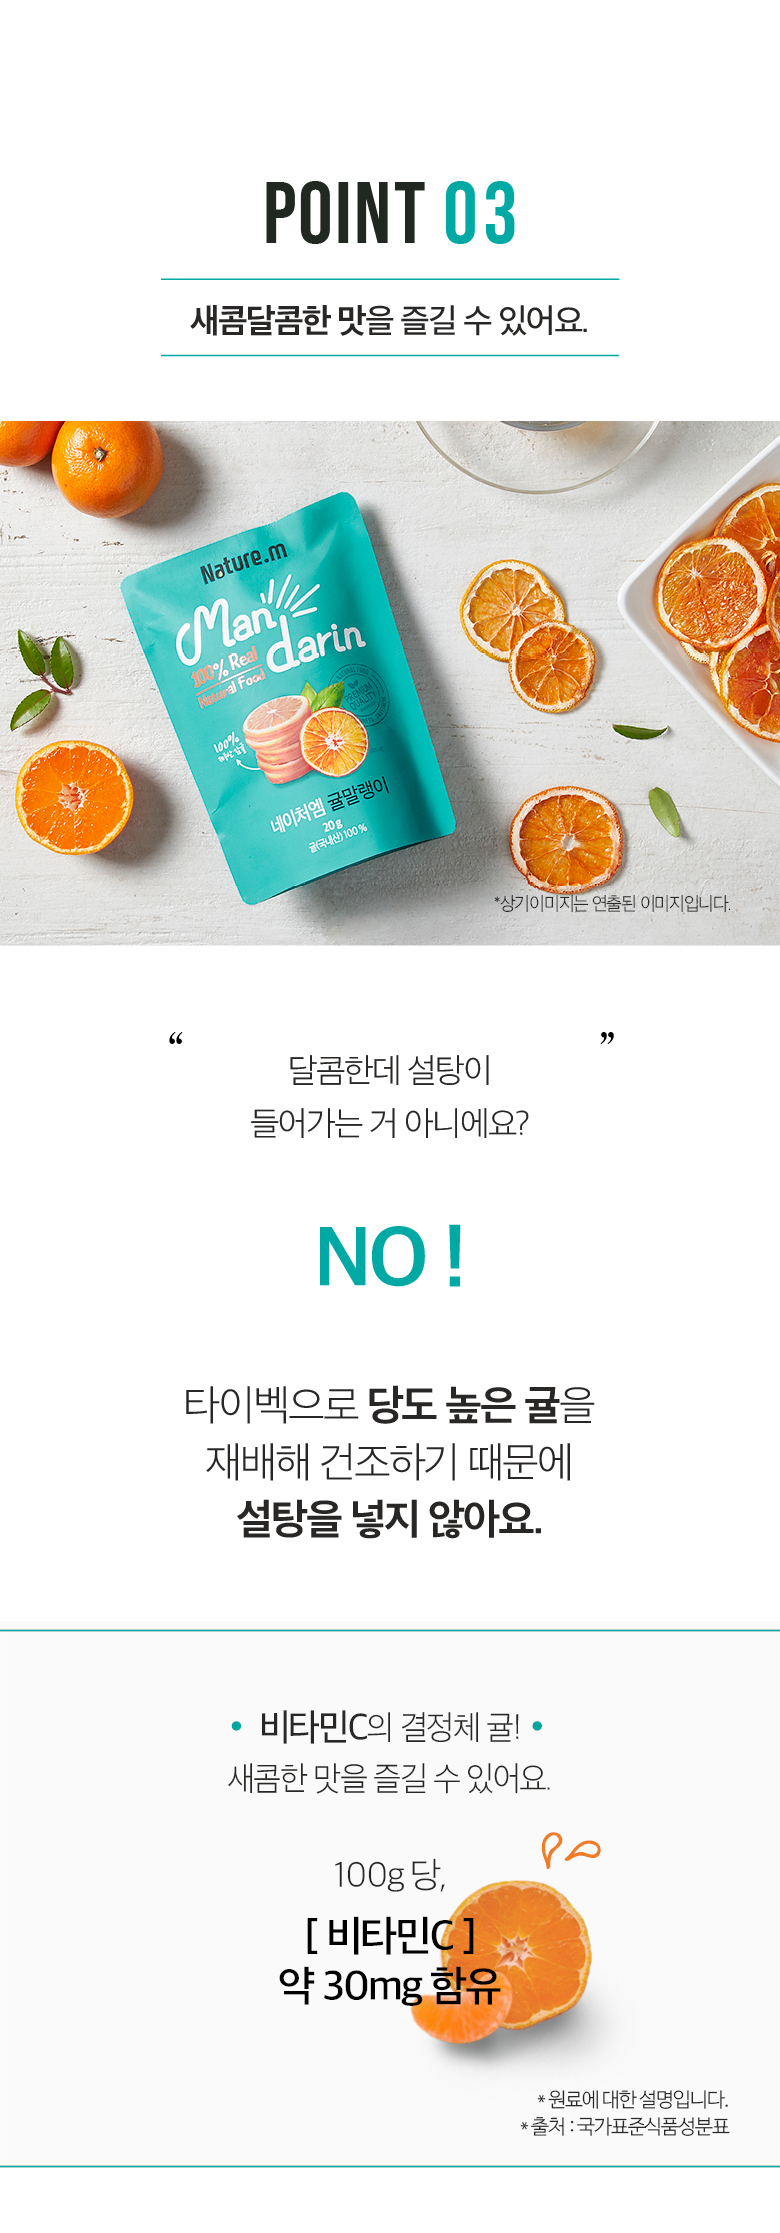 POINT 03
새콤달콤한 맛을 즐길 수 있어요.
Nature.m
Man
darin
100% Real
Natural Food
NATURAL FOOD
PREMIUM
QUALITY
100%
네이처엠 귤말랭이
20g
귤(국내산)100%
*상기이미지는 연출된 이미지입니다.
“ ”
달콤한데 설탕이
들어가는 거 아니에요?
NO !
타이벡으로 당도 높은 귤을
재배해 건조하기 때문에
설탕을 넣지 않아요.
• 비타민C의 결정체 귤! •
새콤한 맛을 즐길 수 있어요.
100g 당,
[ 비타민C ]
약 30mg 함유
* 원료에 대한 설명입니다.
* 출처 : 국가표준식품성분표